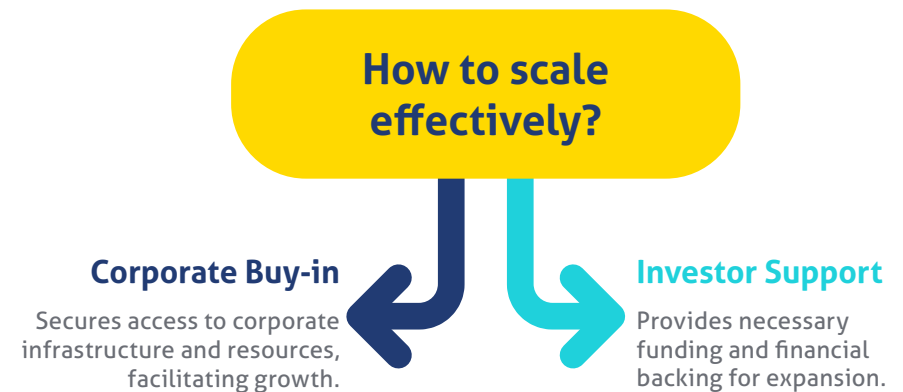 How to scale
effectively?
Corporate Buy-in
Secures access to corporate
infrastructure and resources,
facilitating growth.
Investor Support
Provides necessary
funding and financial
backing for expansion.